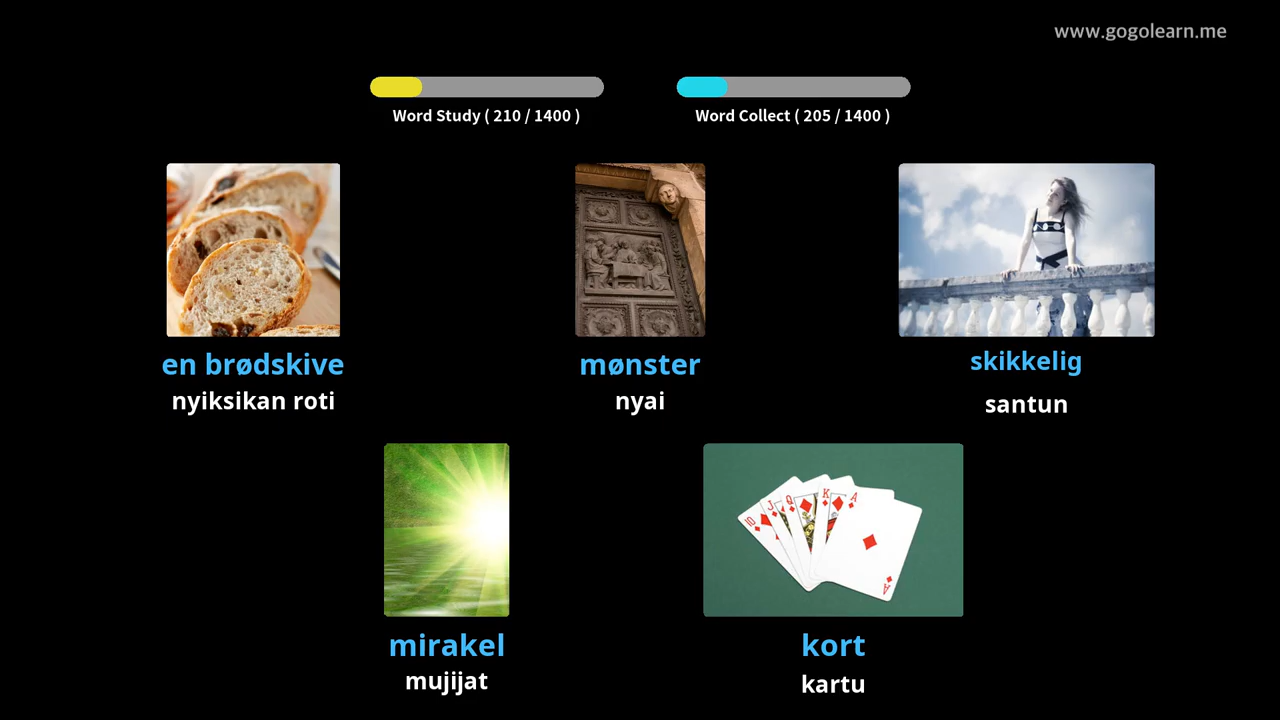 www.gogolearn.me
Word Study ( 210 / 1400 )
Word Collect ( 205 / 1400 )
en brødskive
nyiksikan roti
mønster
nyai
skikkelig
santun
10 J Q K A
A
mirakel
mujijat
kort
kartu